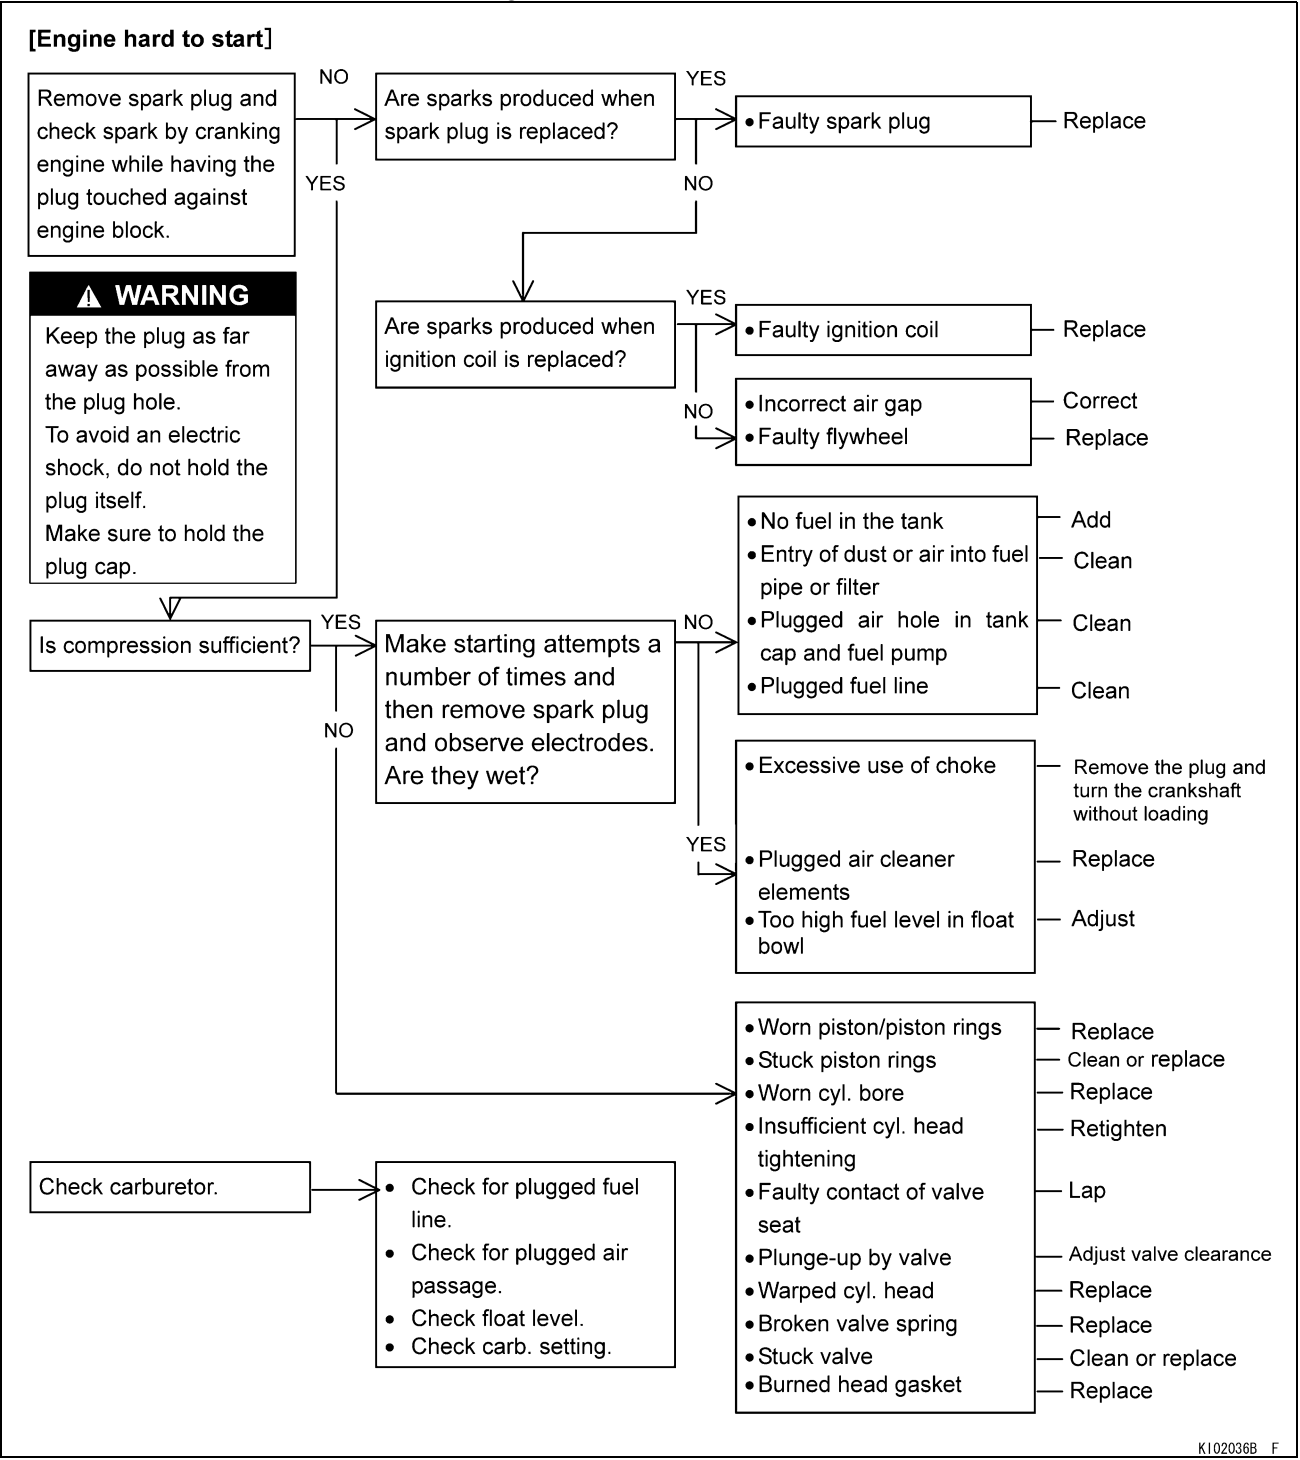 [Engine hard to start]
Remove spark plug and
check spark by cranking
engine while having the
plug touched against
engine block.
NO
YES
Are sparks produced when
spark plug is replaced?
YES
NO
•Faulty spark plug
Replace
WARNING
Keep the plug as far
away as possible from
the plug hole.
To avoid an electric
shock, do not hold the
plug itself.
Make sure to hold the
plug cap.
Are sparks produced when
ignition coil is replaced?
YES
NO
•Faulty ignition coil
Replace
•Incorrect air gap
Correct
•Faulty flywheel
Replace
Is compression sufficient?
YES
NO
Make starting attempts a
number of times and
then remove spark plug
and observe electrodes.
Are they wet?
NO
YES
•No fuel in the tank
Add
•Entry of dust or air into fuel
pipe or filter
Clean
•Plugged air hole in tank
cap and fuel pump
Clean
•Plugged fuel line
Clean
•Excessive use of choke
Remove the plug and
turn the crankshaft
without loading
•Plugged air cleaner
elements
Replace
•Too high fuel level in float
bowl
Adjust
•Worn piston/piston rings
Replace
•Stuck piston rings
Clean or replace
•Worn cyl. bore
Replace
•Insufficient cyl. head
tightening
Retighten
•Faulty contact of valve
seat
Lap
•Plunge-up by valve
Adjust valve clearance
•Warped cyl. head
Replace
•Broken valve spring
Replace
•Stuck valve
Clean or replace
•Burned head gasket
Replace
Check carburetor.
• Check for plugged fuel
line.
• Check for plugged air
passage.
• Check float level.
• Check carb. setting.
KI02036B F